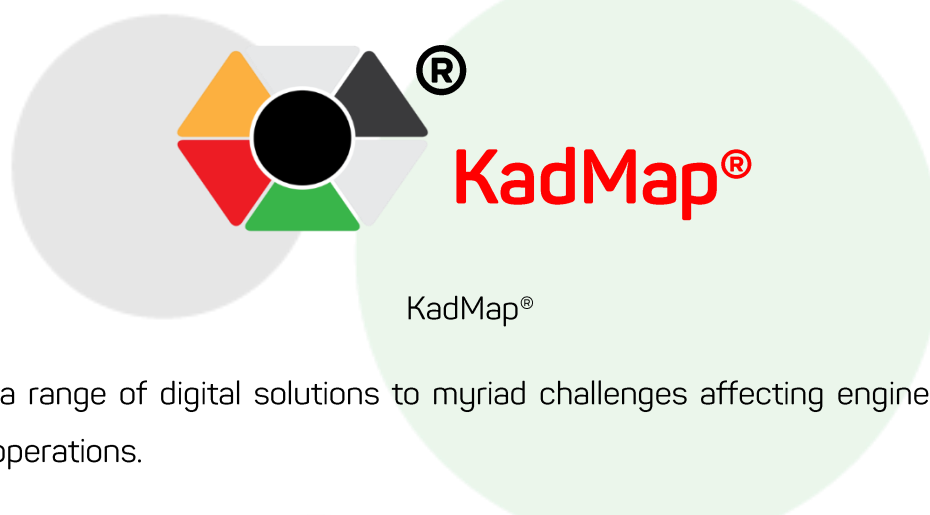 ®
KadMap®
KadMap®
a range of digital solutions to myriad challenges affecting engine
operations.